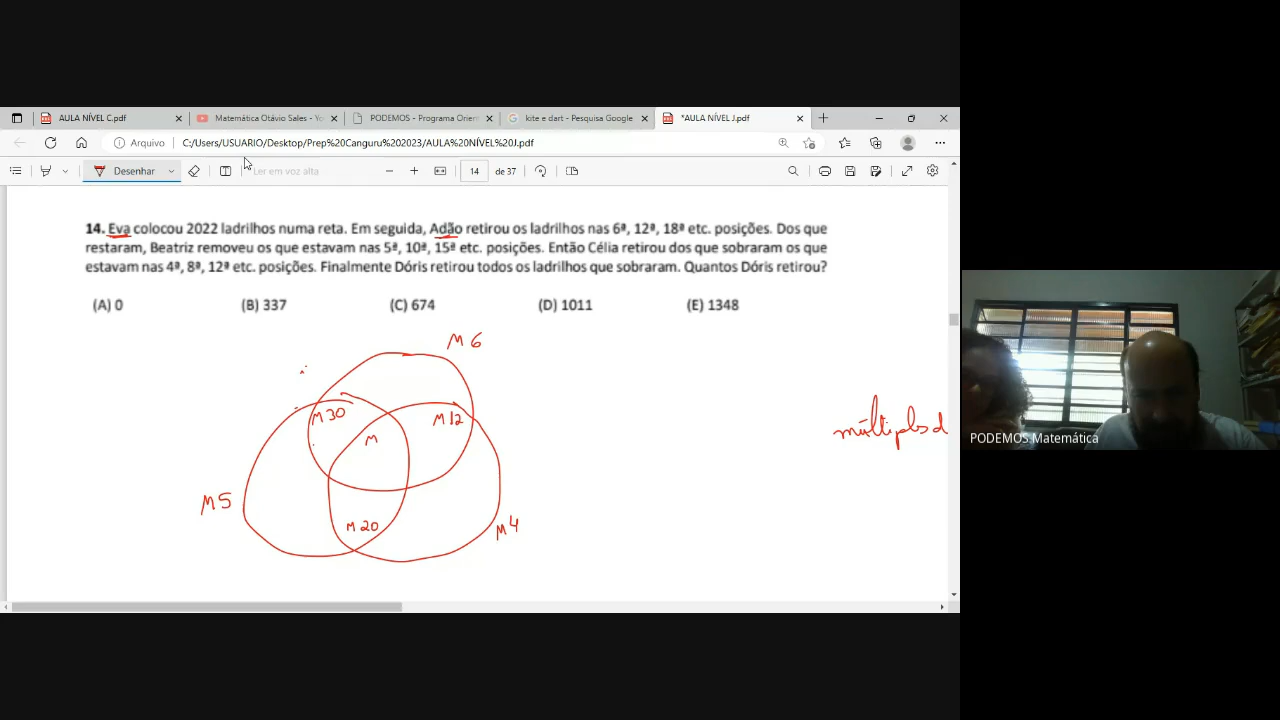 AULA NÍVEL C.pdf
Matemática Otávio Sales - Yo
PODEMOS - Programa Orien
kite e dart - Pesquisa Google
*AULA NÍVEL J.pdf
Arquivo
C:/Users/USUARIO/Desktop/Prep%20Canguru%202023/AULA%20NÍVEL%20J.pdf
Desenhar
Ler em voz alta
14
de 37
14. Eva colocou 2022 ladrilhos numa reta. Em seguida, Adão retirou os ladrilhos nas 6ª, 12ª, 18ª etc. posições. Dos que
restaram, Beatriz removeu os que estavam nas 5ª, 10ª, 15ª etc. posições. Então Célia retirou dos que sobraram os que
estavam nas 4ª, 8ª, 12ª etc. posições. Finalmente Dóris retirou todos os ladrilhos que sobraram. Quantos Dóris retirou?
(A) 0 (B) 337 (C) 674 (D) 1011 (E) 1348
M 6
M 30
M 12
M
múltiplos d
PODEMOS Matemática
M 5
M 20
M 4